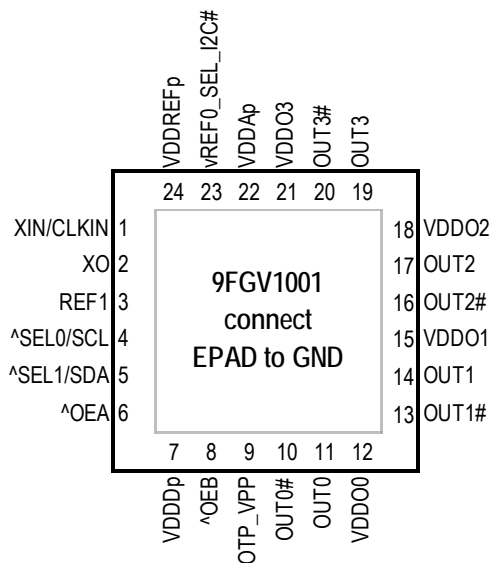 VDDREFp
vREF0_SEL_I2C#
VDDAp
VDDO3
OUT3#
OUT3
24 23 22 21 20 19
XIN/CLKIN 1
XO 2
REF1 3
^SEL0/SCL 4
^SEL1/SDA 5
^OEA 6
9FGV1001
connect
EPAD to GND
18 VDDO2
17 OUT2
16 OUT2#
15 VDDO1
14 OUT1
13 OUT1#
7 8 9 10 11 12
VDDDp
^OEB
OTP_VPP
OUT0#
OUT0
VDDO0